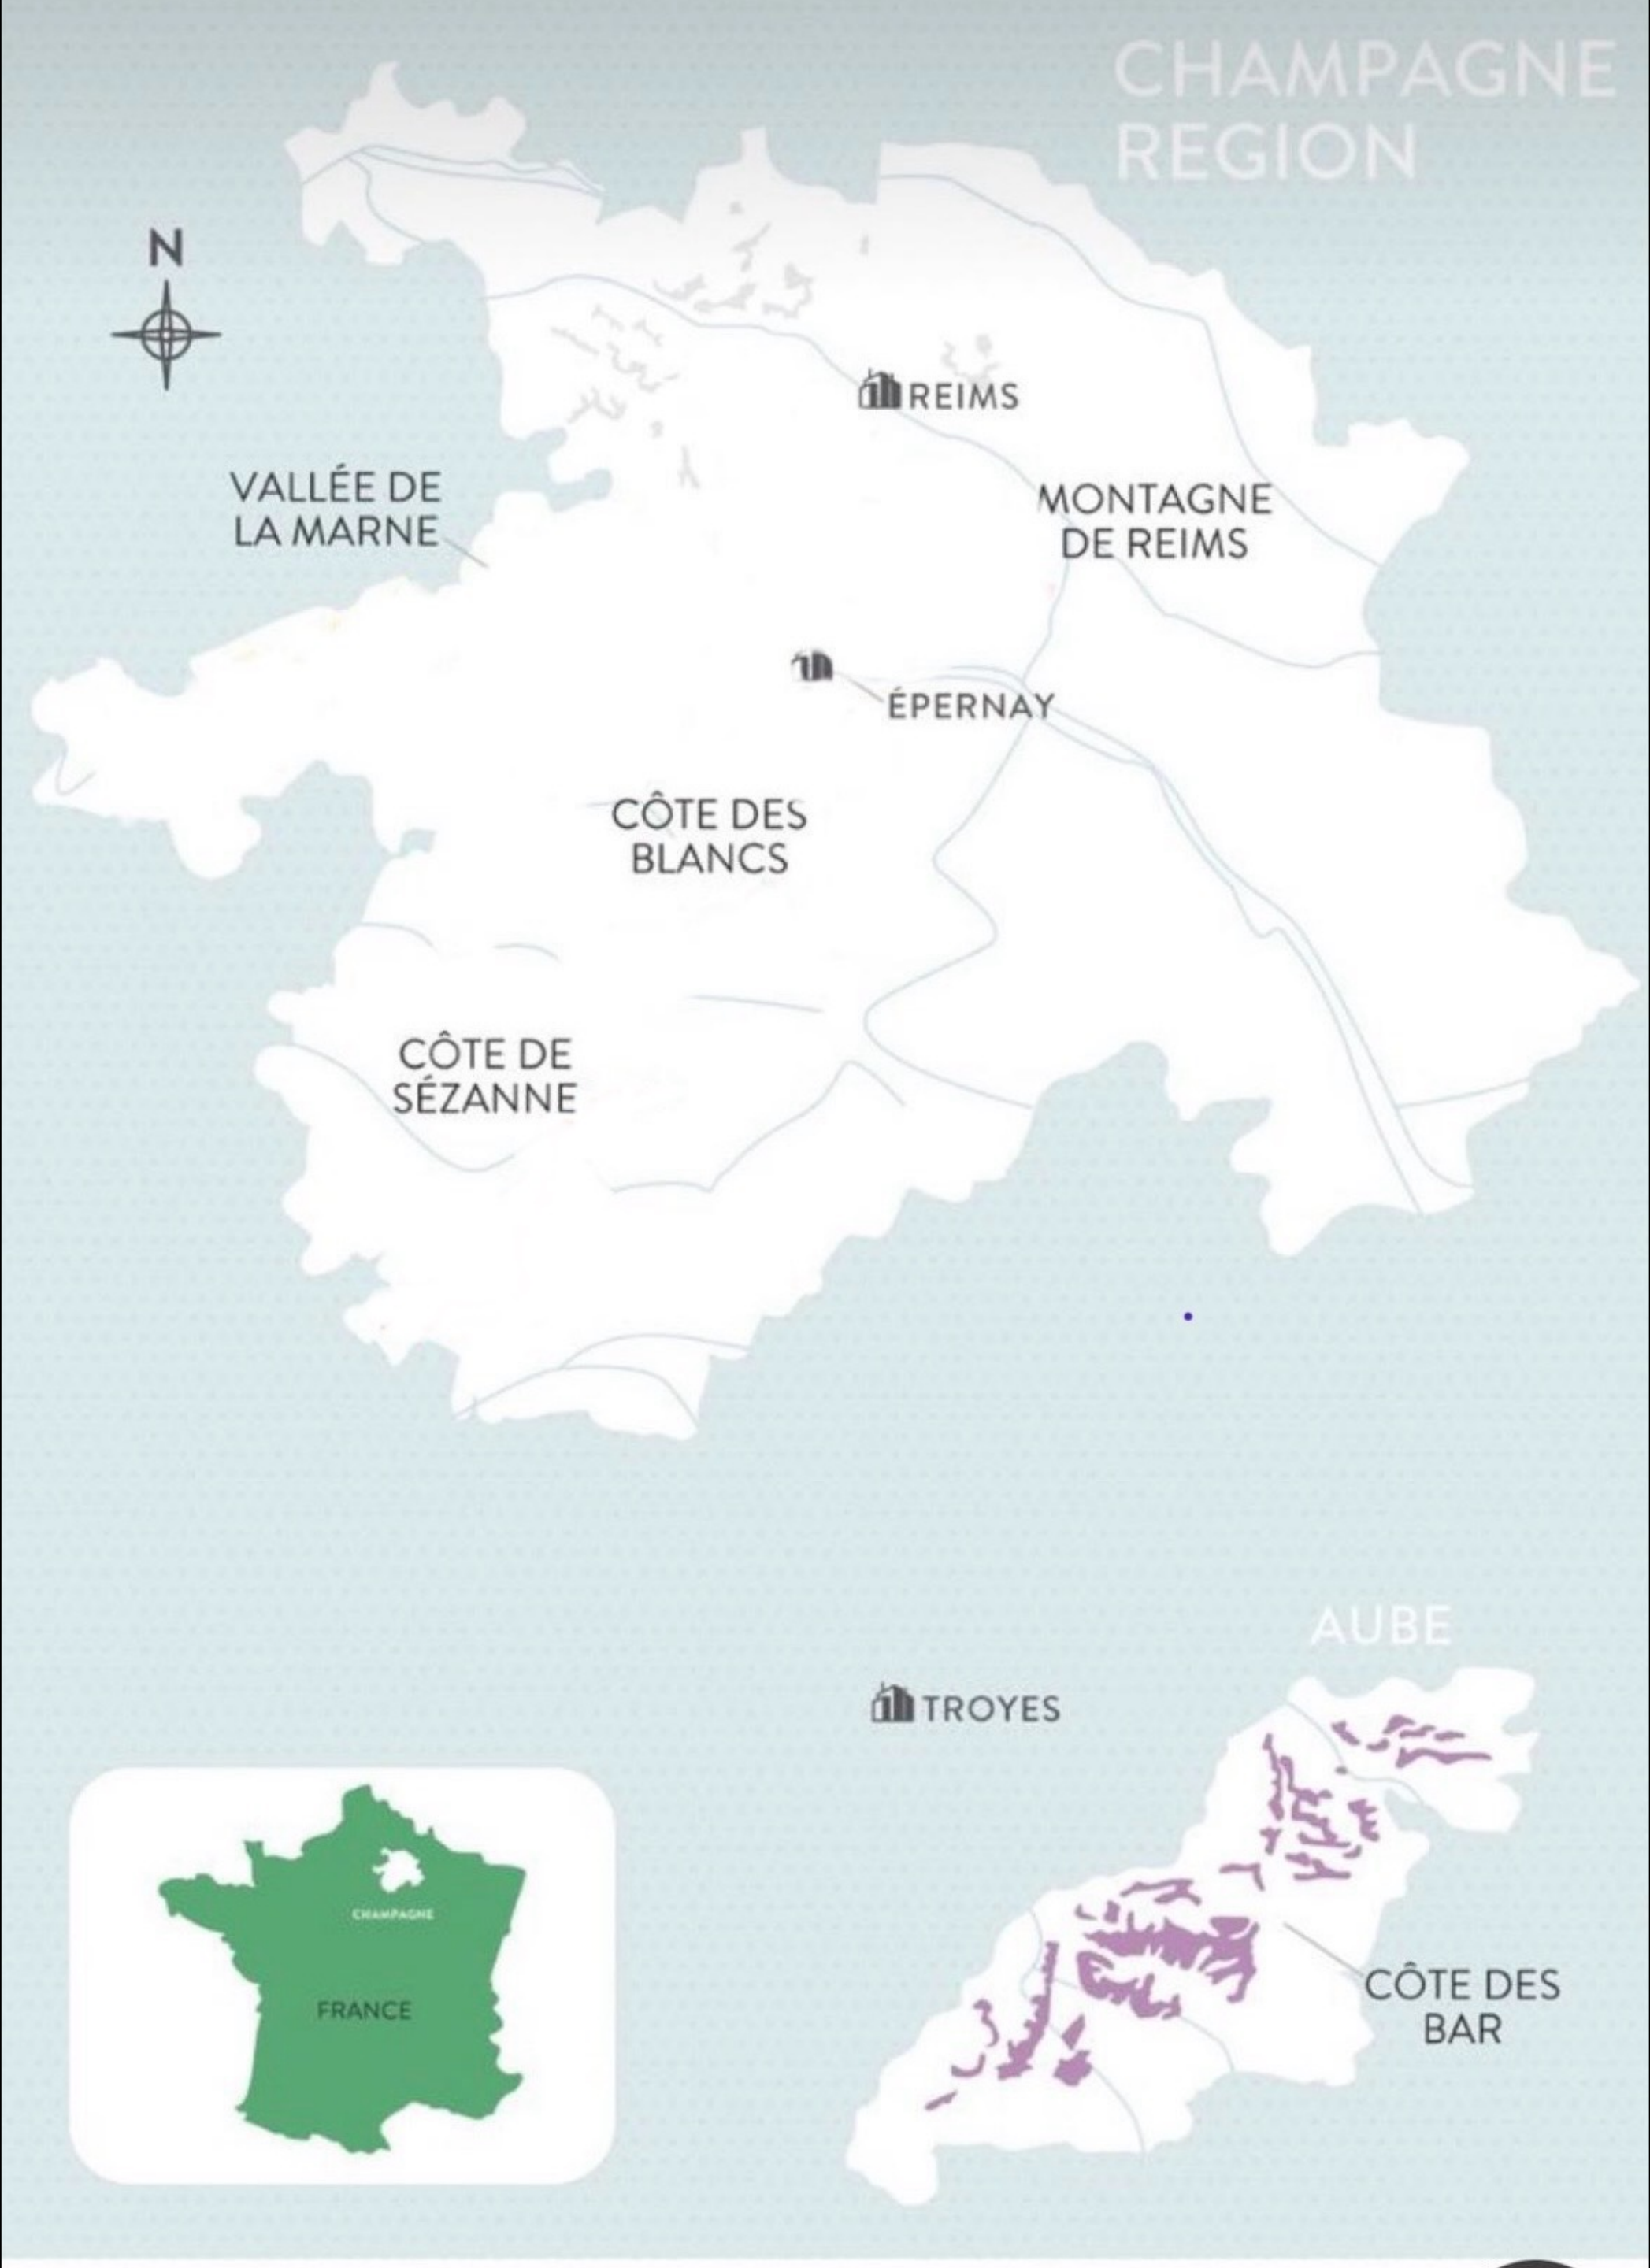 CHAMPAGNE
REGION
N
REIMS
VALLÉE DE
LA MARNE
MONTAGNE
DE REIMS
ÉPERNAY
CÔTE DES
BLANCS
CÔTE DE
SÉZANNE
AUBE
TROYES
CHAMPAGNE
FRANCE
CÔTE DES
BAR